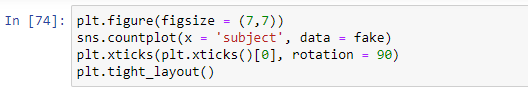 In [74]: plt.figure(figsize = (7,7))
sns.countplot(x = 'subject', data = fake)
plt.xticks(plt.xticks()[0], rotation = 90)
plt.tight_layout()